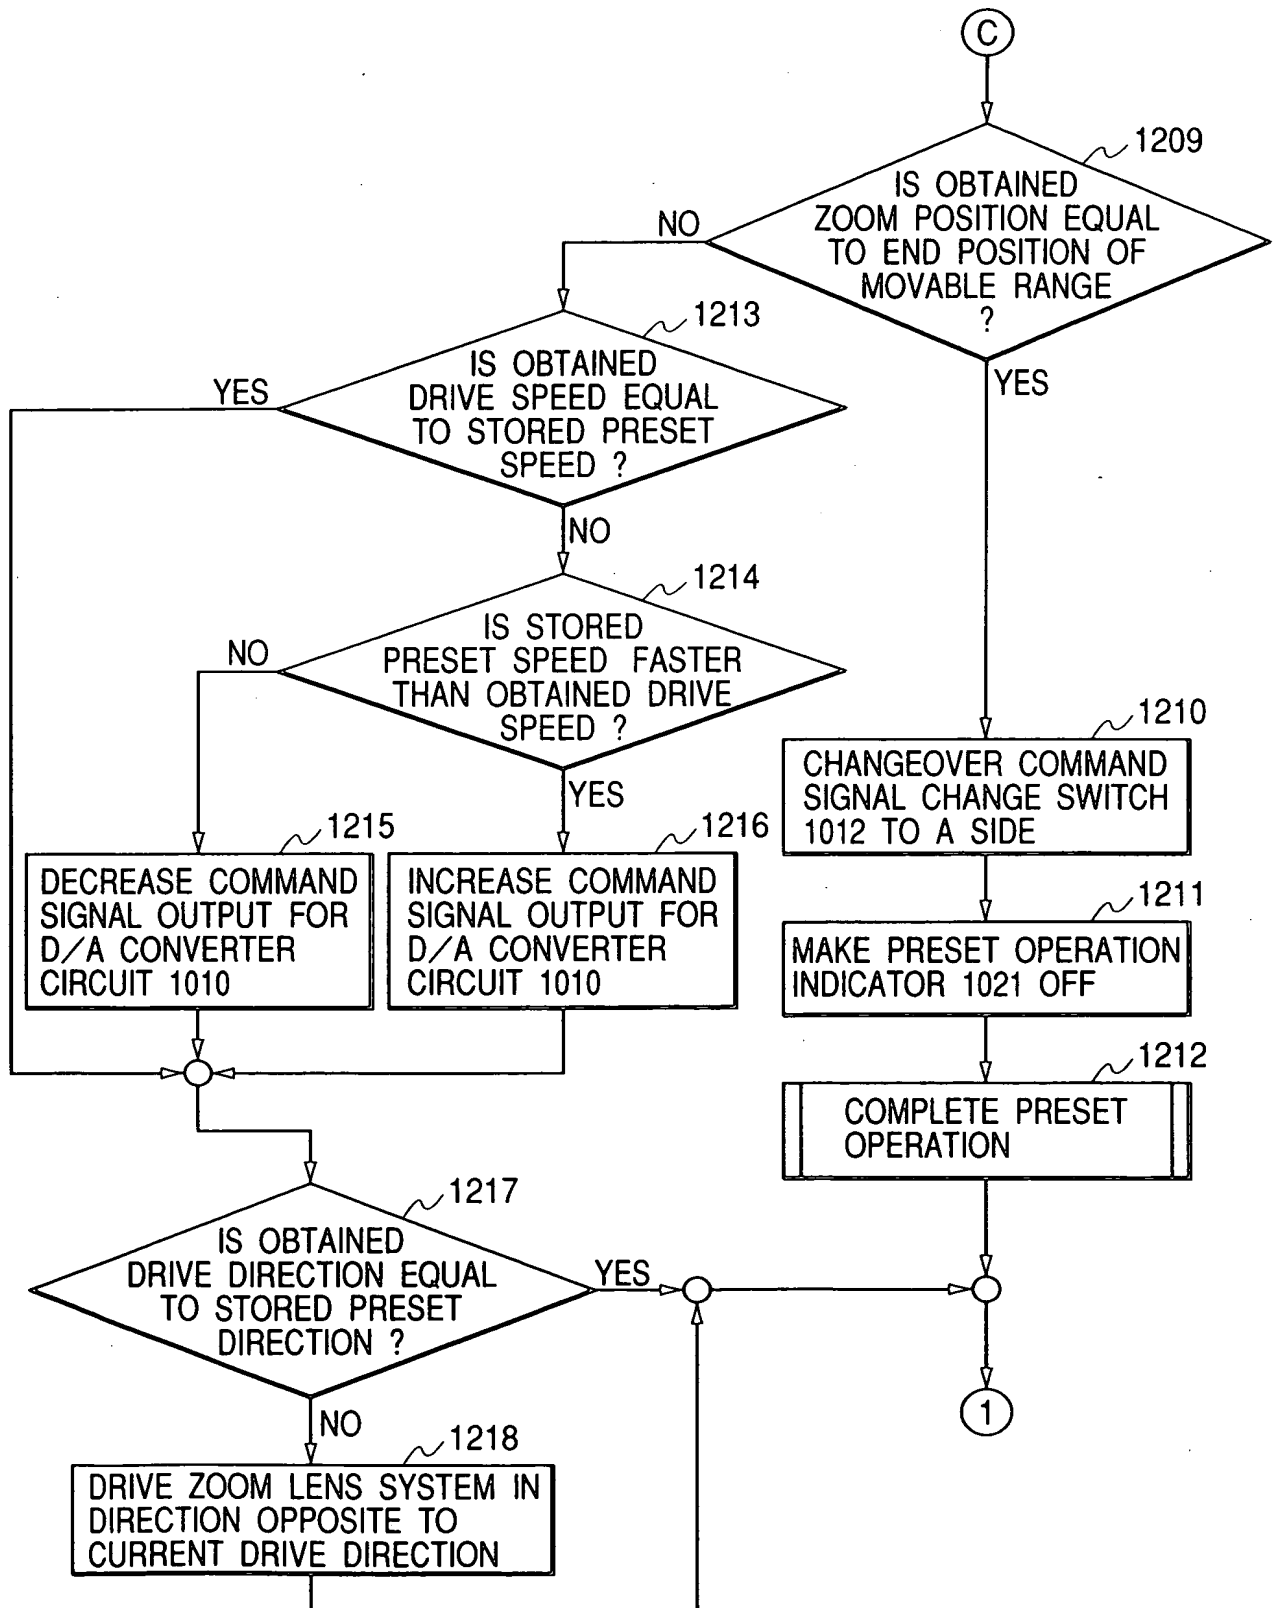 C
1209
IS OBTAINED
ZOOM POSITION EQUAL
TO END POSITION OF
MOVABLE RANGE
?
NO
YES
1213
IS OBTAINED
DRIVE SPEED EQUAL
TO STORED PRESET
SPEED ?
YES
NO
1214
IS STORED
PRESET SPEED FASTER
THAN OBTAINED DRIVE
SPEED ?
NO
YES
1210
CHANGEOVER COMMAND
SIGNAL CHANGE SWITCH
1012 TO A SIDE
1215
DECREASE COMMAND
SIGNAL OUTPUT FOR
D/A CONVERTER
CIRCUIT 1010
1216
INCREASE COMMAND
SIGNAL OUTPUT FOR
D/A CONVERTER
CIRCUIT 1010
1211
MAKE PRESET OPERATION
INDICATOR 1021 OFF
1212
COMPLETE PRESET
OPERATION
1217
IS OBTAINED
DRIVE DIRECTION EQUAL
TO STORED PRESET
DIRECTION ?
YES
NO
1
1218
DRIVE ZOOM LENS SYSTEM IN
DIRECTION OPPOSITE TO
CURRENT DRIVE DIRECTION